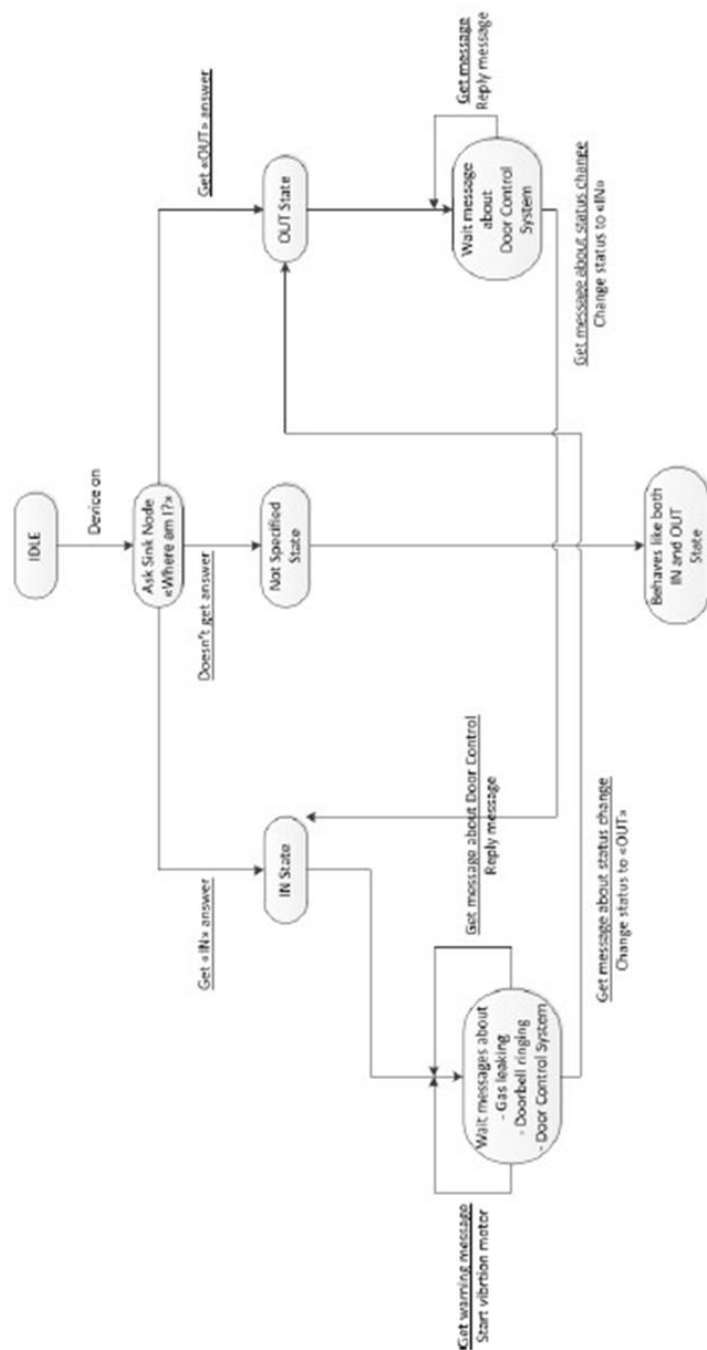 IDLE
Device on
Ask Sink Node
«Where am I?»
Get «IN» answer
Doesn't get answer
Get «OUT» answer
IN State
Not Specified
State
OUT State
Get warning message
Start vibrtion motor
Wait messages about
- Gas leaking
- Doorbell ringing
- Door Control System
Get message about Door Control
Reply message
Wait message
about
Door Control
System
Get message
Reply message
Get message about status change
Change status to «OUT»
Behaves like both
IN and OUT
State
Get message about status change
Change status to «IN»